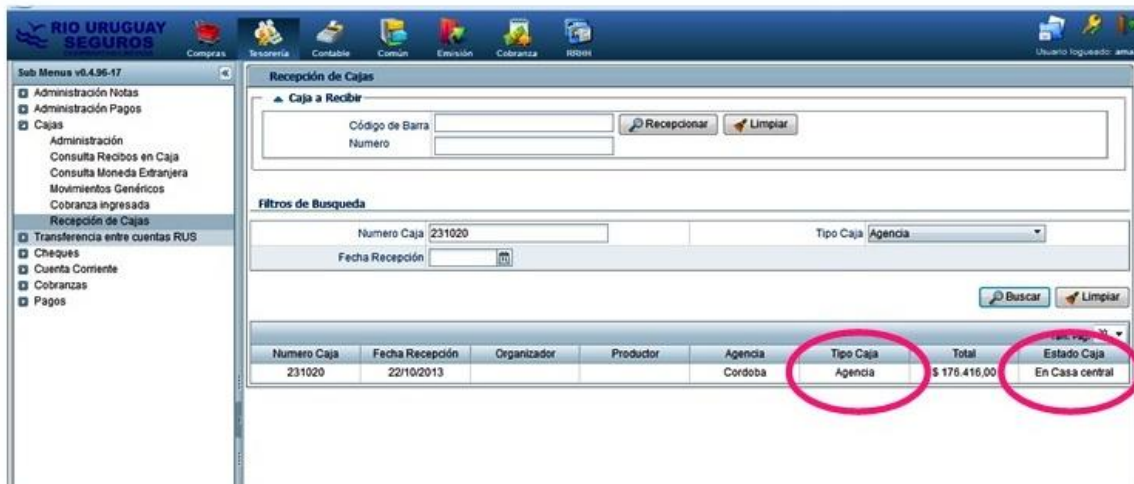 RIO URUGUAY
SEGUROS
Compras
Tesorería
Contable
Común
Emisión
Cobranza
RRHH
Usuario logueado: ama
Sub Menus v0.4.96-17
Administración Notas
Administración Pagos
Cajas
Administración
Consulta Recibos en Caja
Consulta Moneda Extranjera
Movimientos Genéricos
Cobranza ingresada
Recepción de Cajas
Transferencia entre cuentas RUS
Cheques
Cuenta Corriente
Cobranzas
Pagos
Recepción de Cajas
Caja a Recibir
Código de Barra Recepcionar Limpiar
Numero
Filtros de Busqueda
Numero Caja 231020 Tipo Caja Agencia
Fecha Recepción
Buscar Limpiar
Numero Caja Fecha Recepción Organizador Productor Agencia Tipo Caja Total Estado Caja
231020 22/10/2013 Cordoba Agencia $ 176.416,00 En Casa central